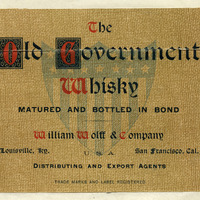 The
Old Government
Whisky
MATURED AND BOTTLED IN BOND
William Wolff & Company
Louisville, Ky. U S A San Francisco, Cal.
DISTRIBUTING AND EXPORT AGENTS
TRADE MARKS AND LABEL REGISTERED